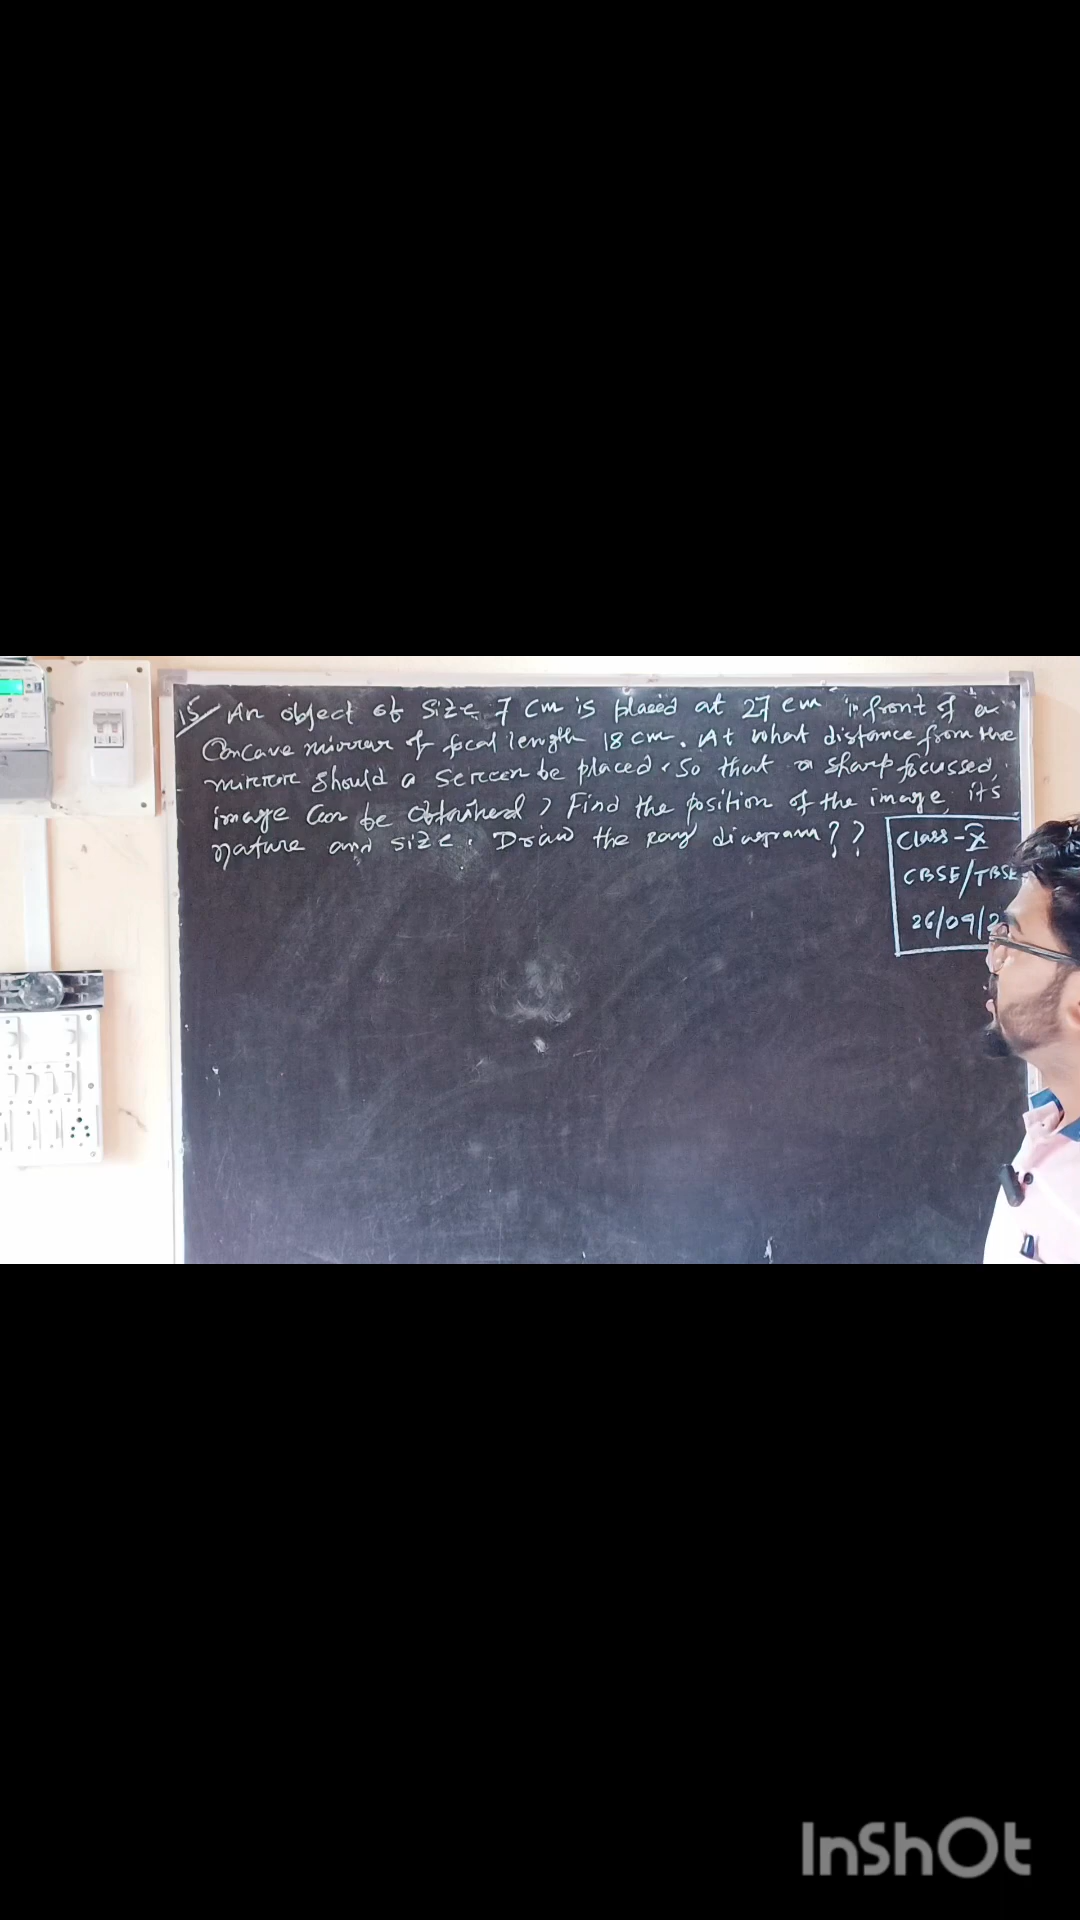 15/ An object of size 7 cm is placed at 27 cm in front of a
Concave mirror of focal length 18 cm. At what distance from the
mirror should a screen be placed. So that a sharp focussed,
image can be obtained? Find the position of the image, its
nature and size. Draw the ray diagram??
Class - X
CBSE/TBSE
26/09/2
InShOt